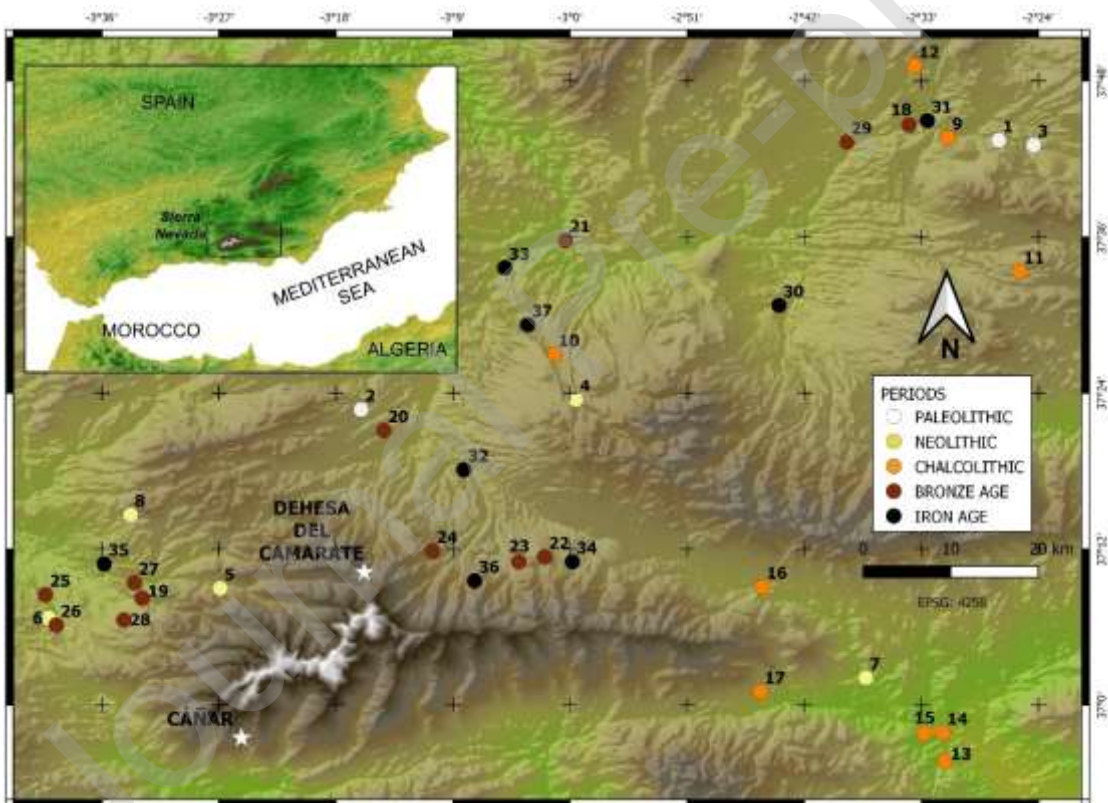 -3°36' -3°27' -3°18' -3°9' -3°0' -2°51' -2°42' -2°33' -2°24'
12
37°48'
SPAIN
18 31
29 9 1 3
Sierra
Nevada
21
37°36'
MEDITERRANEAN
SEA
33
11
30
MOROCCO
37
N
ALGERIA
10
4
37°24'
2
20
PERIODS
PALEOLITHIC
NEOLITHIC
CHALCOLITHIC
BRONZE AGE
IRON AGE
32
8
DEHESA
DEL
CAMARATE
24
23 22 34
37°12'
0 10 20 km
35
27
36
5
16
25
19
EPSG: 4258
6 26
28
7
17
37°0'
CAÑAR
15 14
13
Journal Pre-p